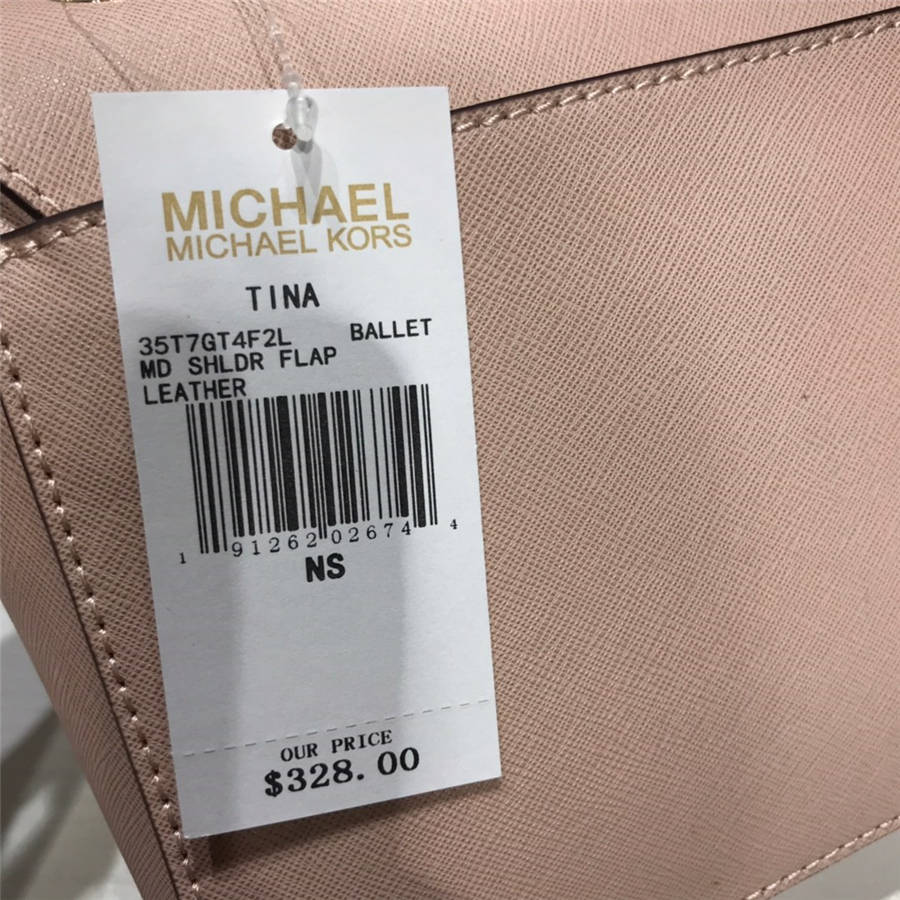 MICHAEL
MICHAEL KORS
TINA
35T7GT4F2L BALLET
MD SHLDR FLAP
LEATHER
1 91262 02674 4
NS
OUR PRICE
$328.00